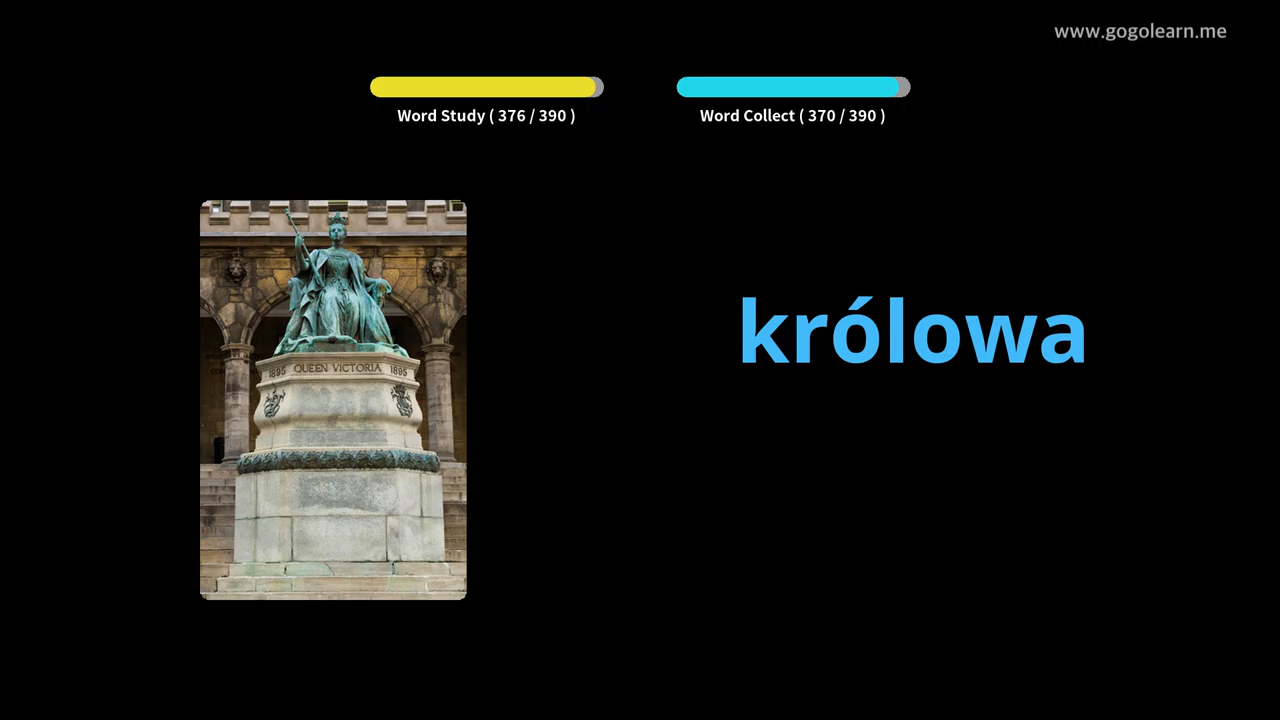 www.gogolearn.me
Word Study ( 376 / 390 )
Word Collect ( 370 / 390 )
królowa
1895 QUEEN VICTORIA 1895